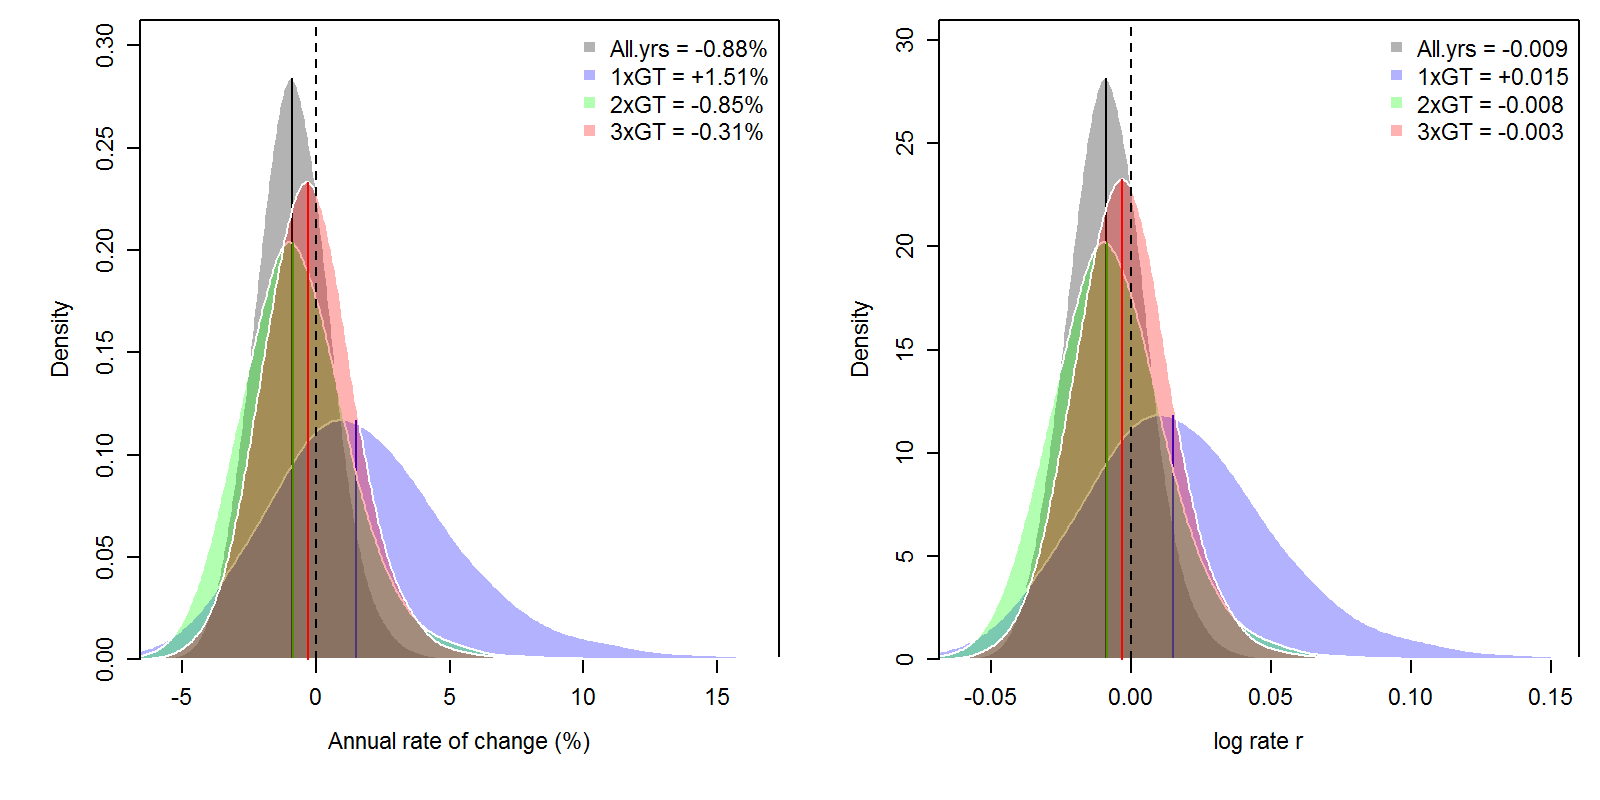 All.yrs = -0.88%
1xGT = +1.51%
2xGT = -0.85%
3xGT = -0.31%
0.30
0.25
0.20
0.15
0.10
0.05
0.00
Density
-5 0 5 10 15
Annual rate of change (%)
All.yrs = -0.009
1xGT = +0.015
2xGT = -0.008
3xGT = -0.003
30
25
20
15
10
5
0
Density
-0.05 0.00 0.05 0.10 0.15
log rate r